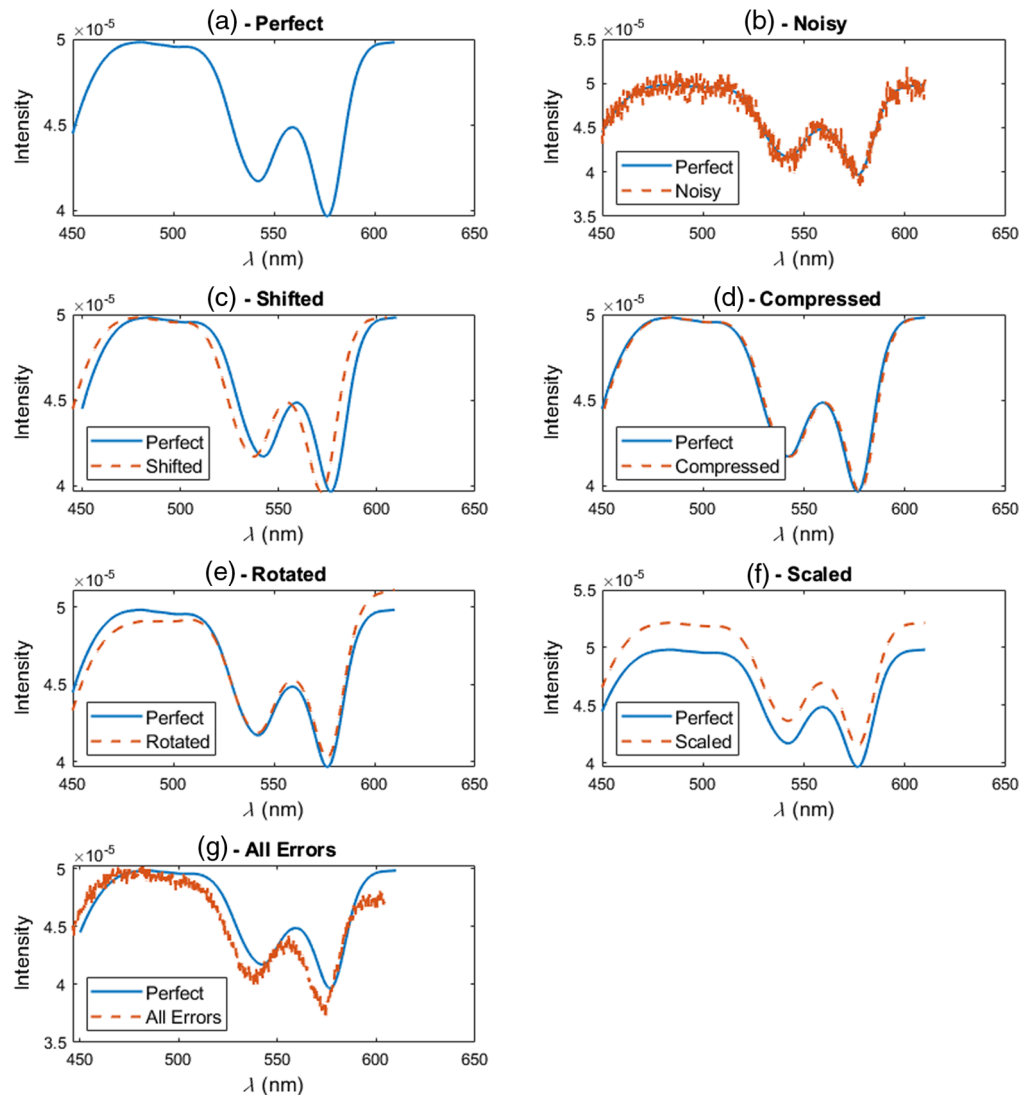 (a) - Perfect
×10-5
5
4.5
4
Intensity
450 500 550 600 650
λ (nm)
(b) - Noisy
×10-5
5.5
5
4.5
4
3.5
Intensity
Perfect
Noisy
450 500 550 600 650
λ (nm)
(c) - Shifted
×10-5
5
4.5
4
Intensity
Perfect
Shifted
450 500 550 600 650
λ (nm)
(d) - Compressed
×10-5
5
4.5
4
Intensity
Perfect
Compressed
450 500 550 600 650
λ (nm)
(e) - Rotated
×10-5
5
4.5
4
Intensity
Perfect
Rotated
450 500 550 600 650
λ (nm)
(f) - Scaled
×10-5
5.5
5
4.5
4
Intensity
Perfect
Scaled
450 500 550 600 650
λ (nm)
(g) - All Errors
×10-5
5
4.5
4
3.5
Intensity
Perfect
All Errors
450 500 550 600 650
λ (nm)